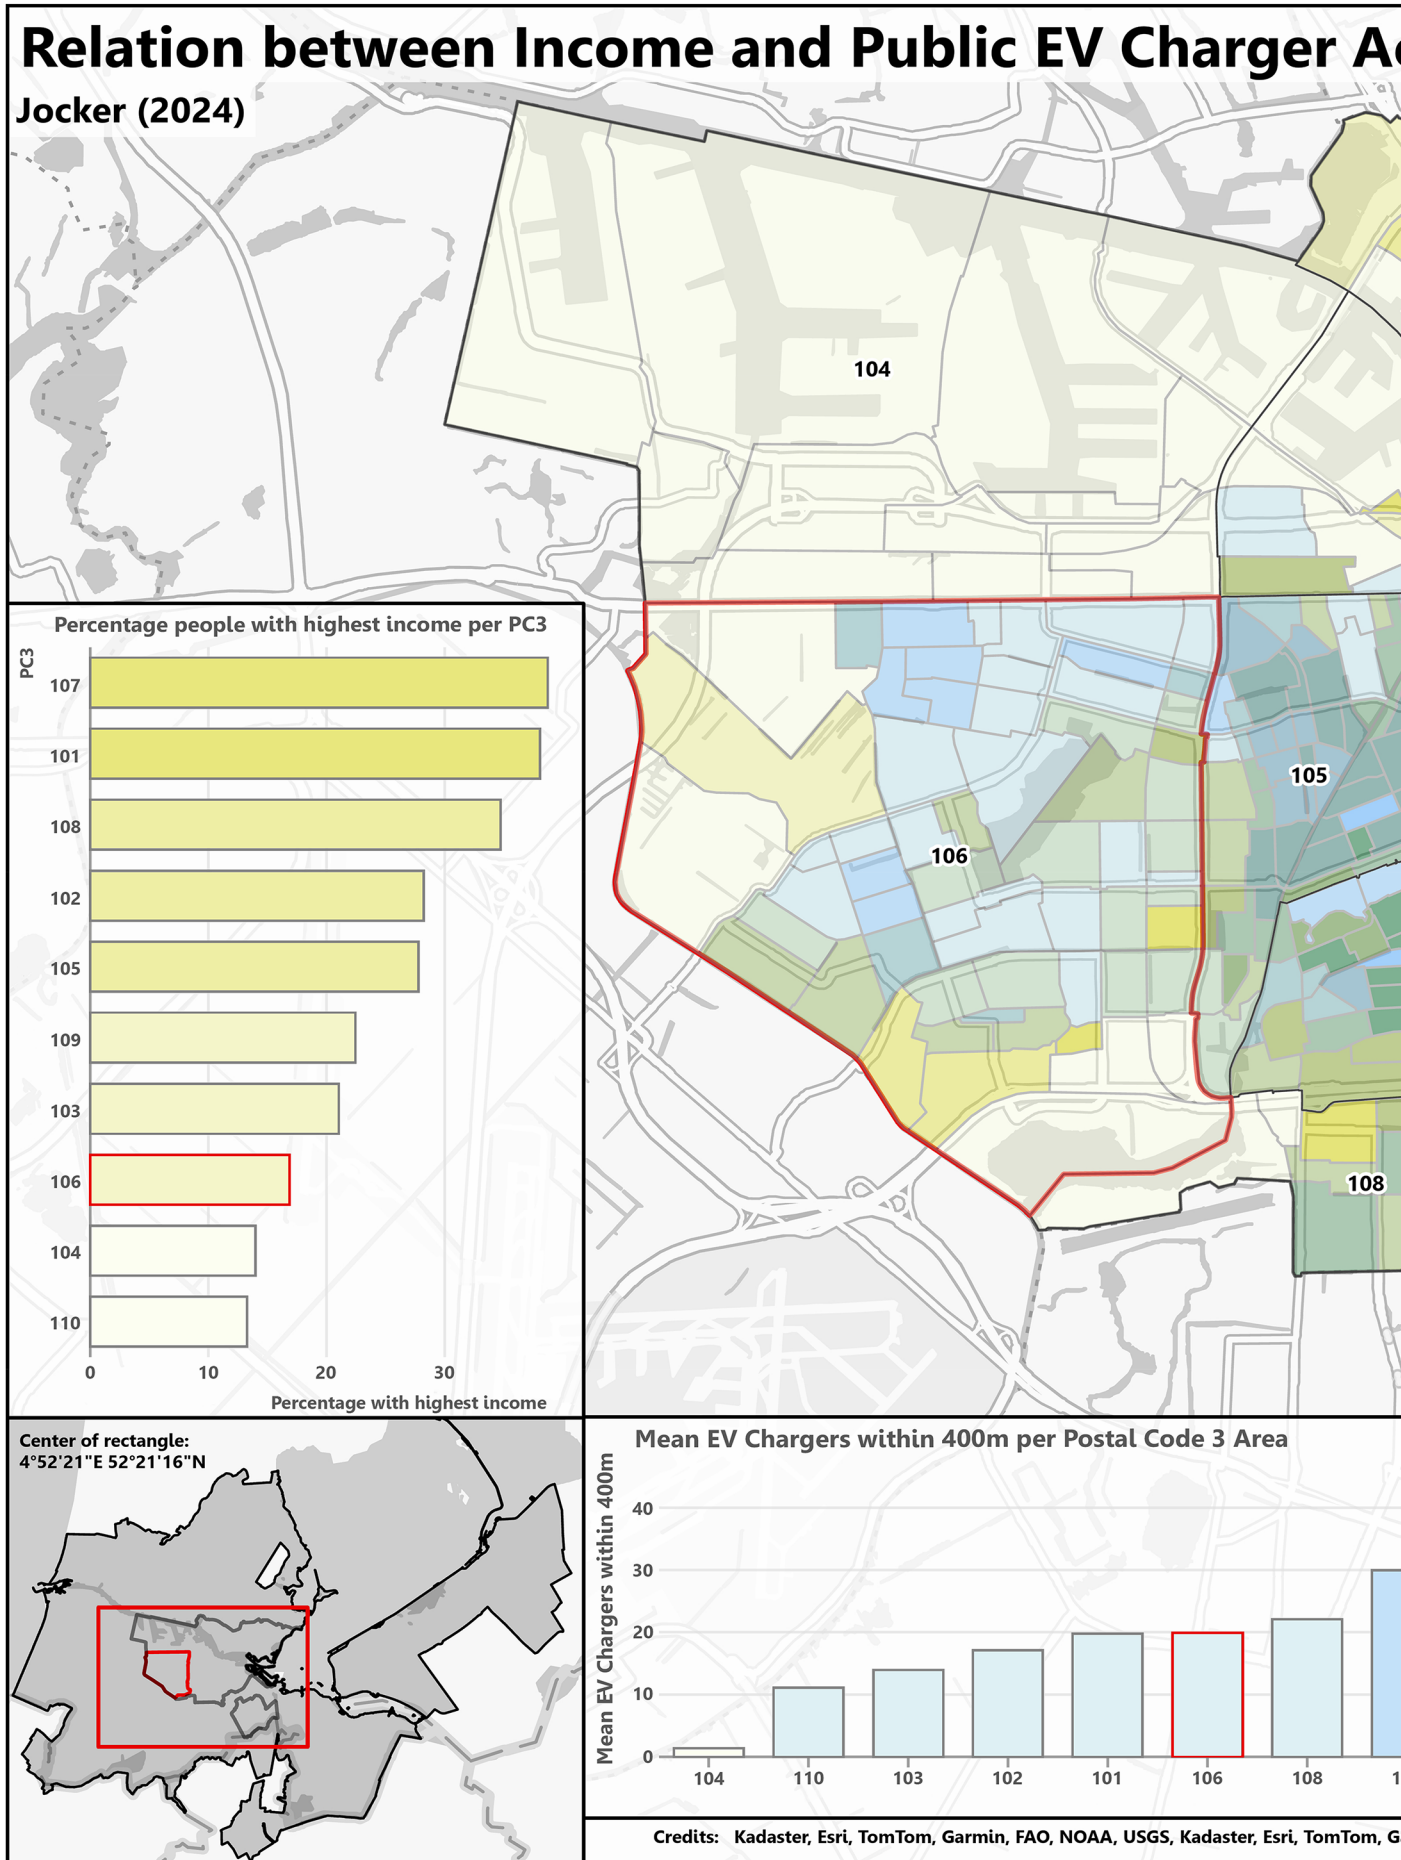 Relation between Income and Public EV Charger
Jocker (2024)
104
105
106
108
Percentage people with highest income per PC3
PC3
107
101
108
102
105
109
103
106
104
110
0 10 20 30
Percentage with highest income
Center of rectangle:
4°52'21"E 52°21'16"N
Mean EV Chargers within 400m per Postal Code 3 Area
Mean EV Chargers within 400m
40
30
20
10
0
104 110 103 102 101 106 108
Credits: Kadaster, Esri, TomTom, Garmin, FAO, NOAA, USGS, Kadaster, Esri, TomTom,